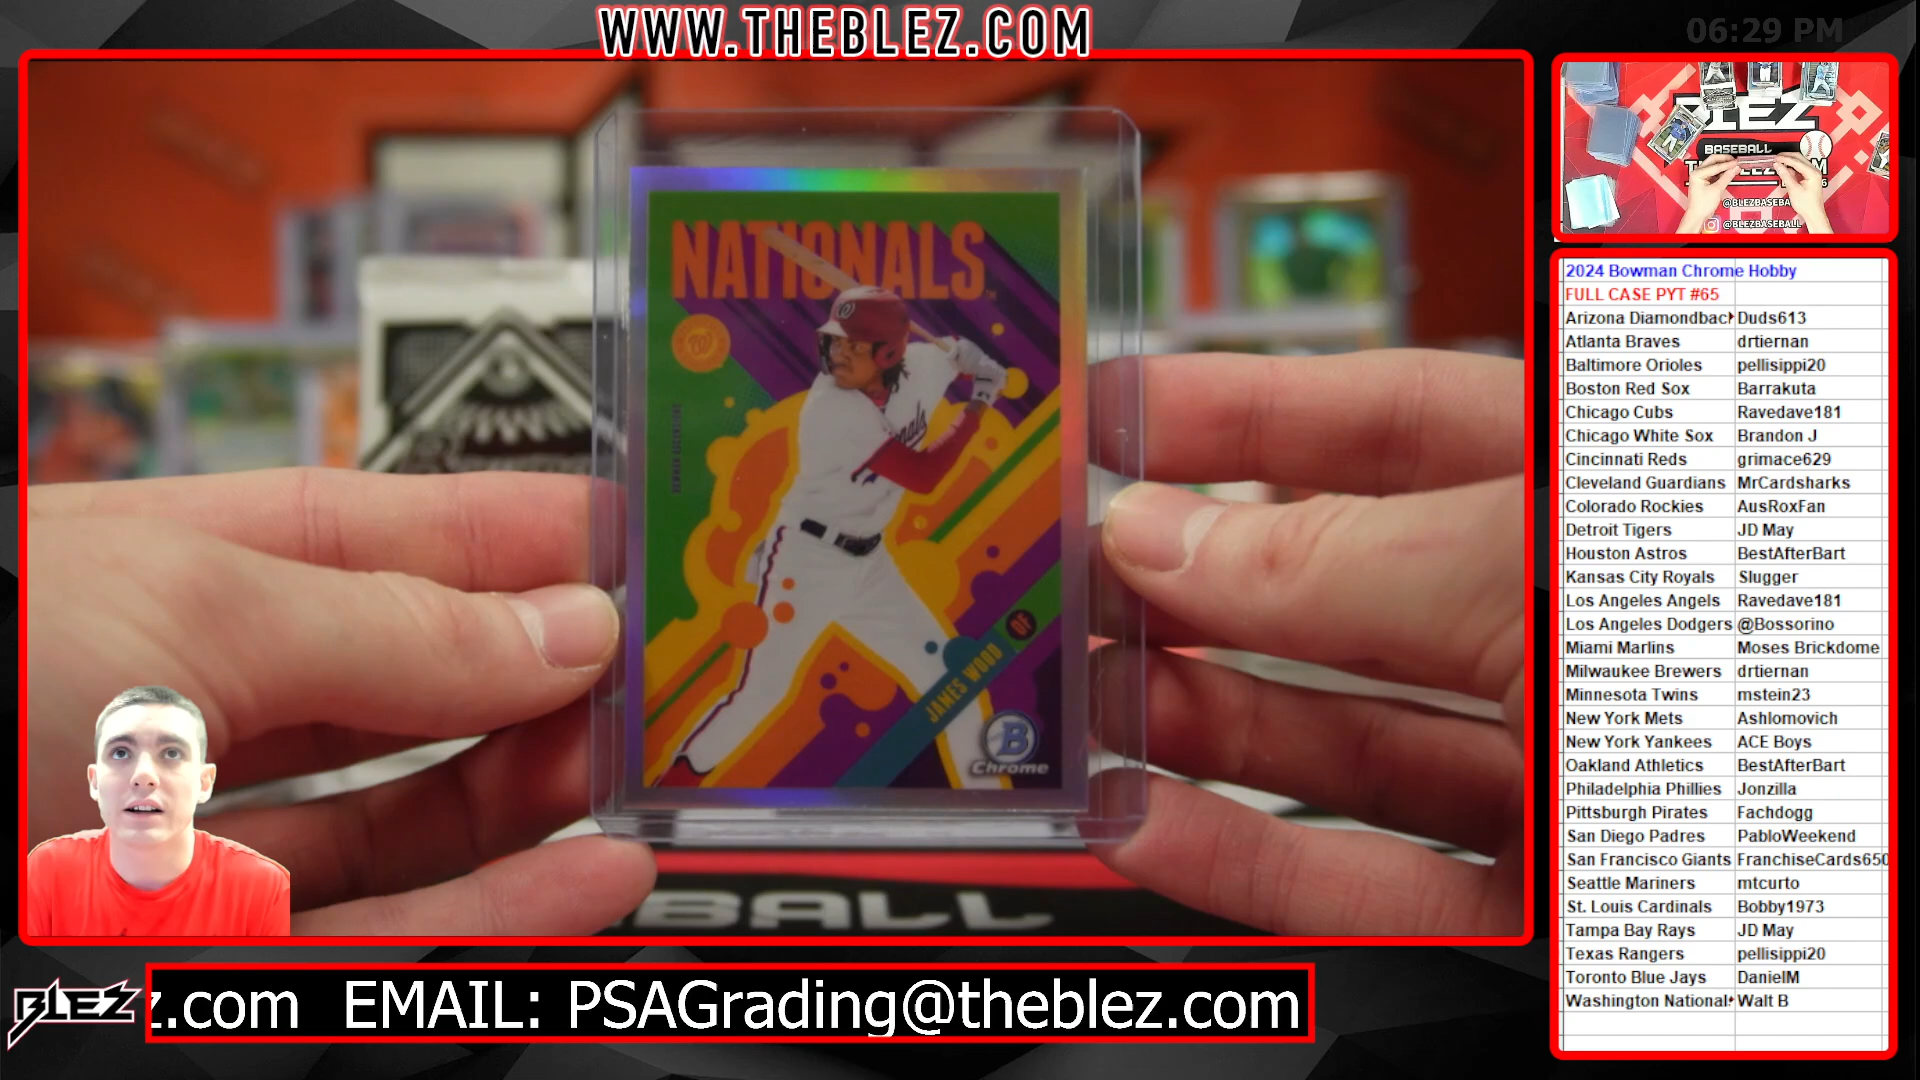 WWW.THEBLEZ.COM
06:29 PM
NATIONALS
W
W
OF
JAMES WOOD
B
Chrome
BALL
BLEZ
BASEBALL
@BLEZBASEBA
@BLEZBASEBALL
2024 Bowman Chrome Hobby
FULL CASE PYT #65
Arizona Diamondback Duds613
Atlanta Braves drtiernan
Baltimore Orioles pellisippi20
Boston Red Sox Barrakuta
Chicago Cubs Ravedave181
Chicago White Sox Brandon J
Cincinnati Reds grimace629
Cleveland Guardians MrCardsharks
Colorado Rockies AusRoxFan
Detroit Tigers JD May
Houston Astros BestAfterBart
Kansas City Royals Slugger
Los Angeles Angels Ravedave181
Los Angeles Dodgers @Bossorino
Miami Marlins Moses Brickdome
Milwaukee Brewers drtiernan
Minnesota Twins mstein23
New York Mets Ashlomovich
New York Yankees ACE Boys
Oakland Athletics BestAfterBart
Philadelphia Phillies Jonzilla
Pittsburgh Pirates Fachdogg
San Diego Padres PabloWeekend
San Francisco Giants FranchiseCards650
Seattle Mariners mtcurto
St. Louis Cardinals Bobby1973
Tampa Bay Rays JD May
Texas Rangers pellisippi20
Toronto Blue Jays DanielM
Washington National Walt B
BLEZ
z.com EMAIL: PSAGrading@theblez.com